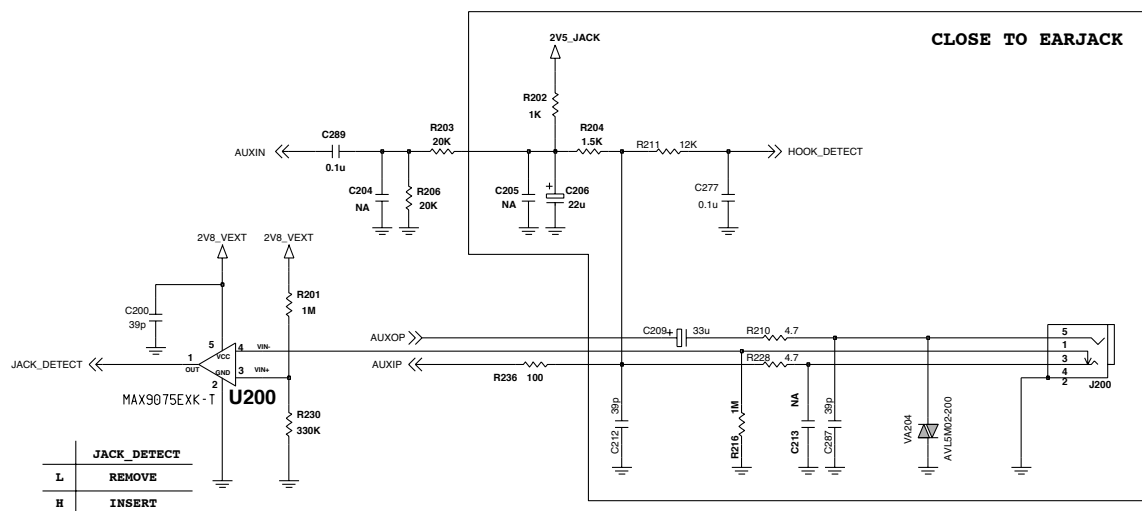 CLOSE TO EARJACK
2V5_JACK
R202
1K
C289
0.1u
R203
20K
R204
1.5K
R211
12K
AUXIN
HOOK_DETECT
C204
NA
R206
20K
C205
NA
+
C206
22u
C277
0.1u
2V8_VEXT
2V8_VEXT
R201
1M
C200
39p
AUXOP
C209
+
33u
R210
4.7
5
1
3
4
2
J200
JACK_DETECT
1
OUT
5
VCC
GND
2
4
VIN-
3
VIN+
AUXIP
R236
100
R228
4.7
MAX9075EXK-T
U200
R230
330K
39p
C212
1M
R216
NA
C213
39p
C287
VA204
AVL5M02-200
JACK_DETECT
L REMOVE
H INSERT